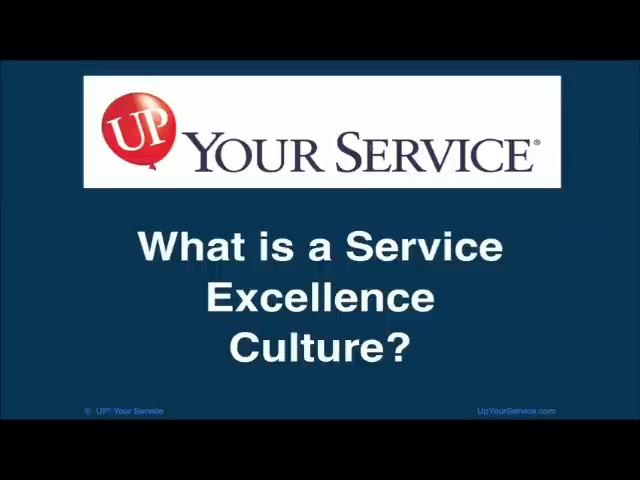 UP YOUR SERVICE®
What is a Service
Excellence
Culture?
© UP! Your Service UpYourService.com